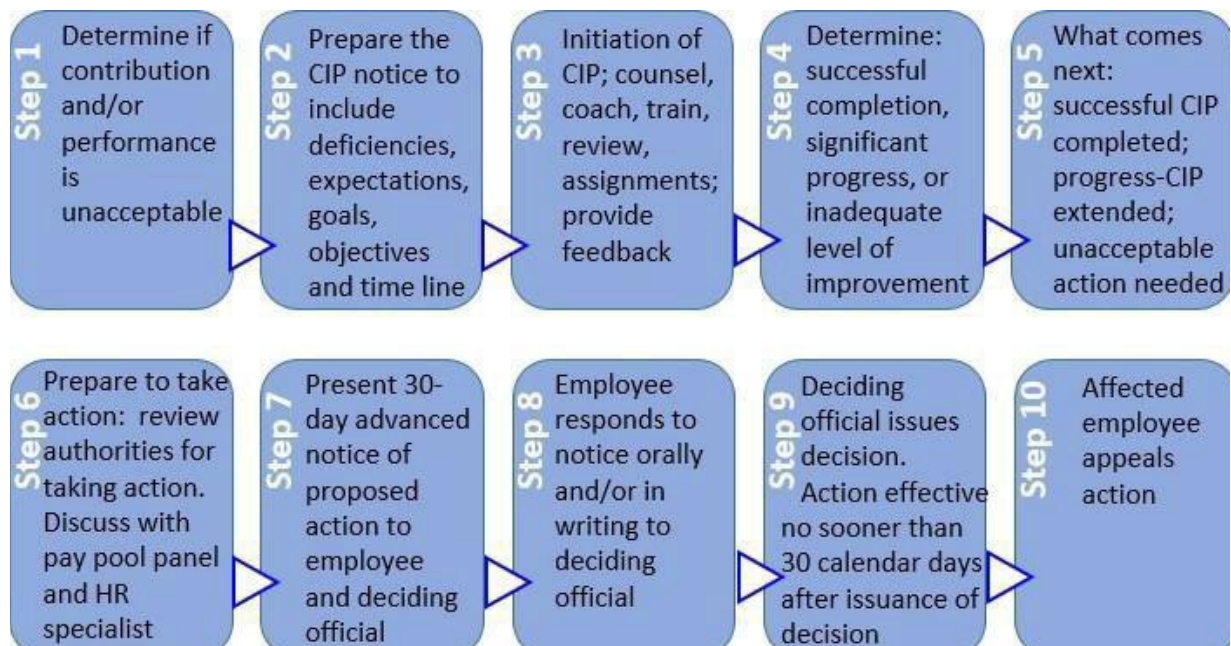 Step 1
Determine if
contribution
and/or
performance
is
unacceptable
Step 2
Prepare the
CIP notice to
include
deficiencies,
expectations,
goals,
objectives
and time line
Step 3
Initiation of
CIP; counsel,
coach, train,
review,
assignments;
provide
feedback
Step 4
Determine:
successful
completion,
significant
progress, or
inadequate
level of
improvement
Step 5
What comes
next:
successful CIP
completed;
progress-CIP
extended;
unacceptable
action needed
Step 6
Prepare to take
action: review
authorities for
taking action.
Discuss with
pay pool panel
and HR
specialist
Step 7
Present 30-
day advanced
notice of
proposed
action to
employee
and deciding
official
Step 8
Employee
responds to
notice orally
and/or in
writing to
deciding
official
Step 9
Deciding
official issues
decision.
Action effective
no sooner than
30 calendar days
after issuance of
decision
Step 10
Affected
employee
appeals
action